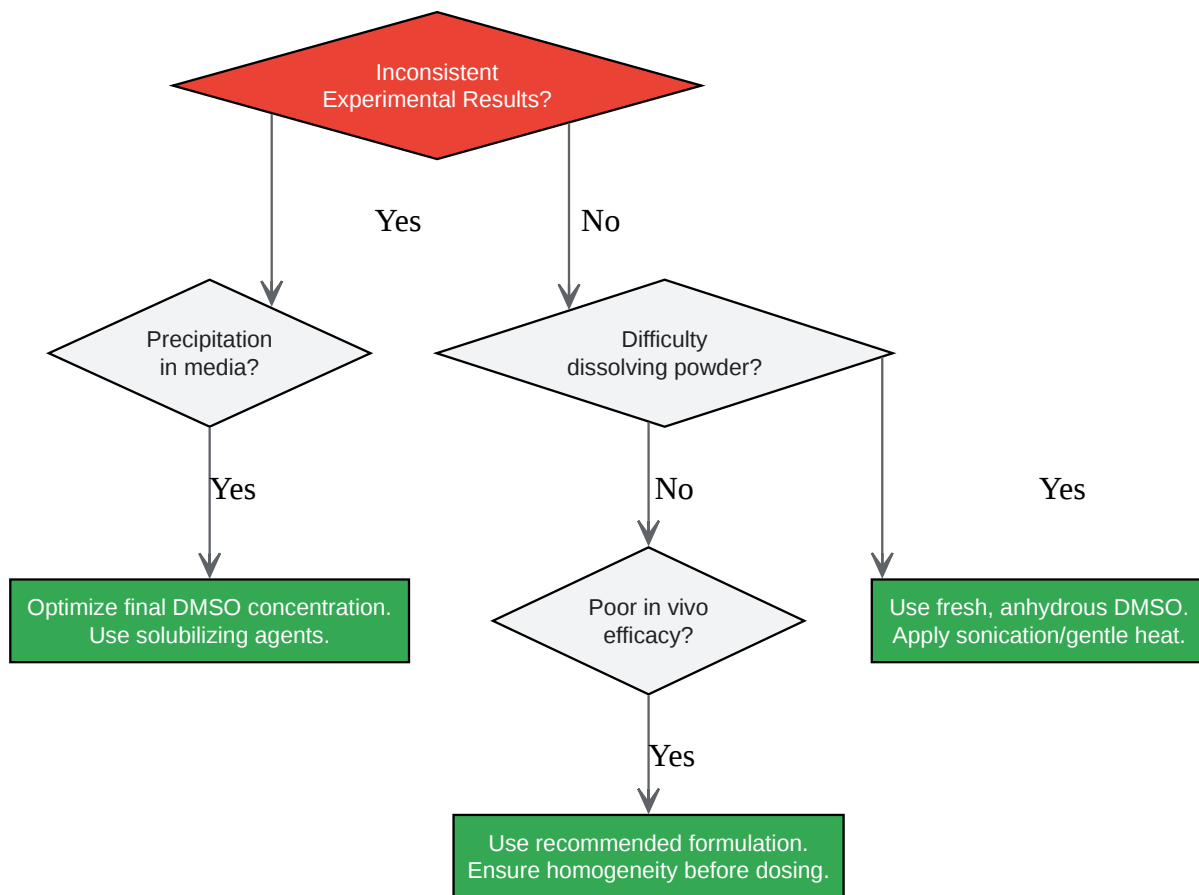 Inconsistent
Experimental Results?
Yes
No
Precipitation
in media?
Difficulty
dissolving powder?
Yes
No
Yes
Optimize final DMSO concentration.
Use solubilizing agents.
Poor in vivo
efficacy?
Use fresh, anhydrous DMSO.
Apply sonication/gentle heat.
Yes
Use recommended formulation.
Ensure homogeneity before dosing.